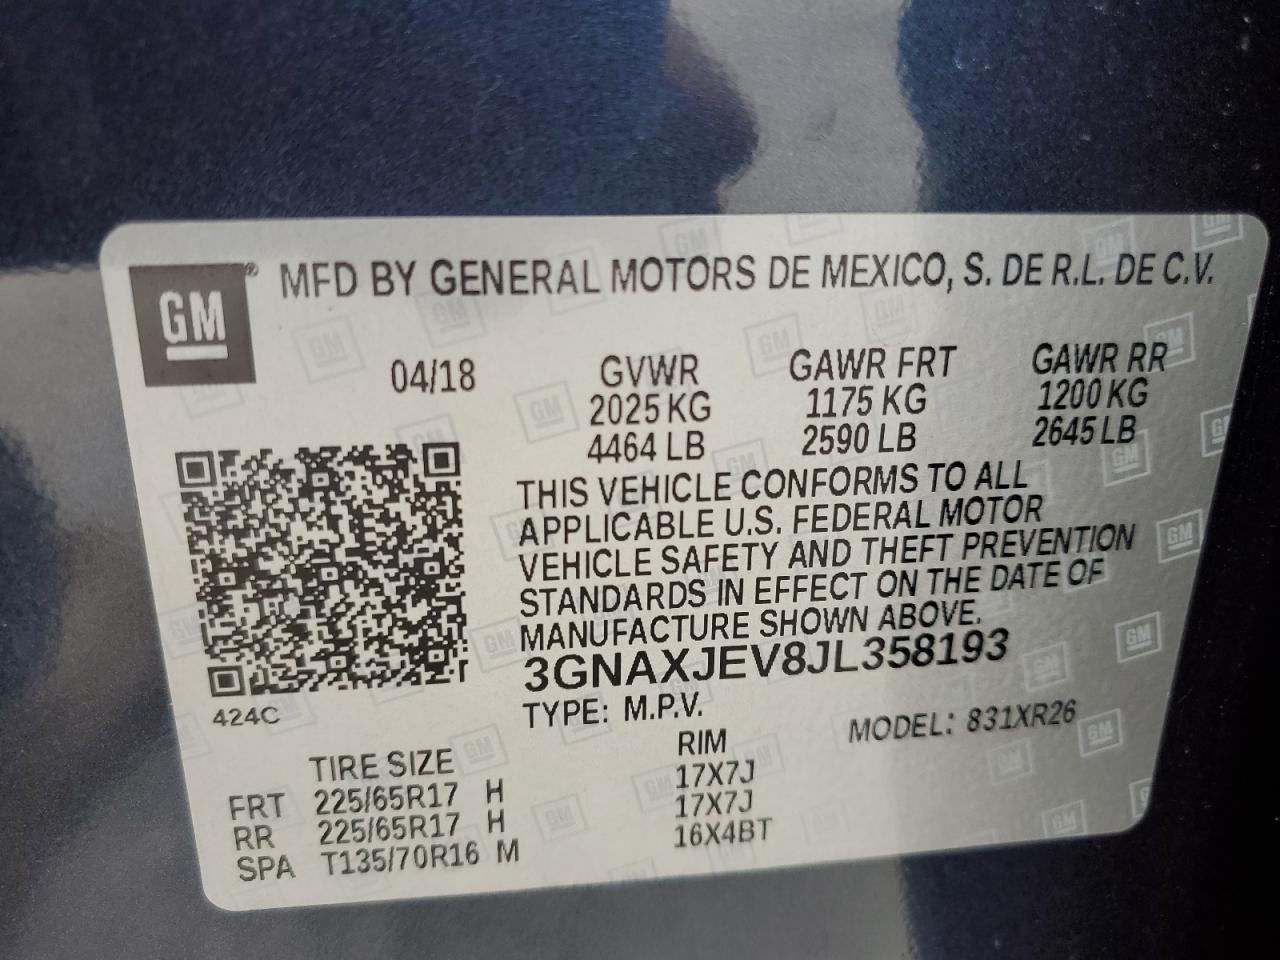 GM® MFD BY GENERAL MOTORS DE MEXICO, S. DE R.L. DE C.V.
04/18 GVWR GAWR FRT GAWR RR
2025 KG 1175 KG 1200 KG
4464 LB 2590 LB 2645 LB
THIS VEHICLE CONFORMS TO ALL
APPLICABLE U.S. FEDERAL MOTOR
VEHICLE SAFETY AND THEFT PREVENTION
STANDARDS IN EFFECT ON THE DATE OF
MANUFACTURE SHOWN ABOVE.
3GNAXJEV8JL358193
424C
TYPE: M.P.V. MODEL: 831XR26
TIRE SIZE RIM
FRT 225/65R17 H 17X7J
RR 225/65R17 H 17X7J
SPA T135/70R16 M 16X4BT